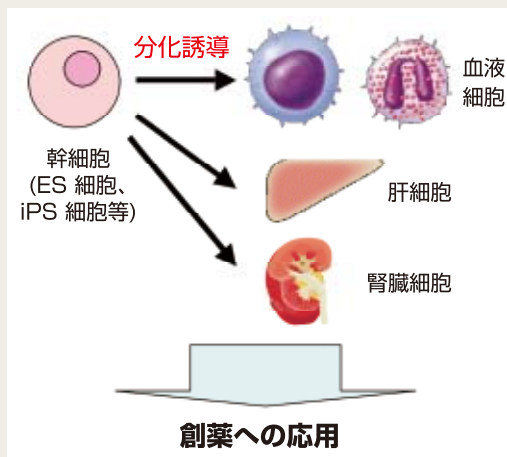 分化誘導
血液
細胞
幹細胞
(ES 細胞、
iPS 細胞等)
肝細胞
腎臓細胞
創薬への応用